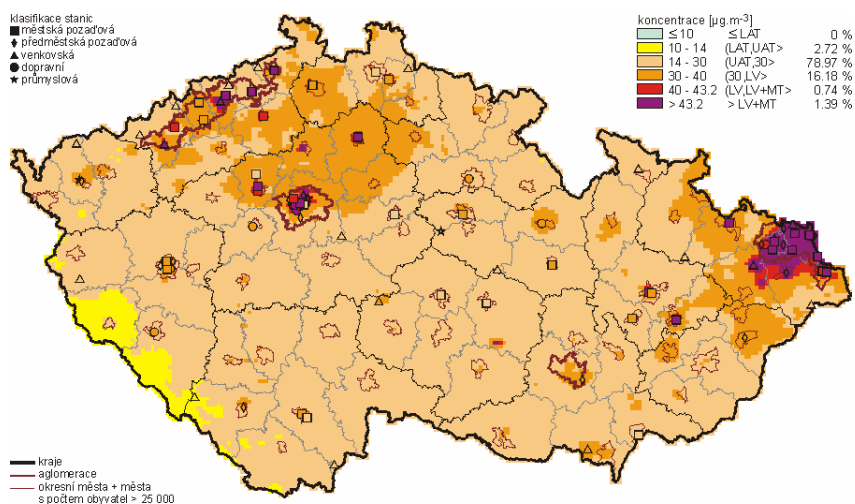 klasifikace stanic
městská pozaďová
předměstská pozaďová
venkovská
dopravní
průmyslová
koncentrace [µg.m-3]
≤ 10 ≤ LAT 0 %
10 - 14 (LAT,UAT> 2.72 %
14 - 30 (UAT,30> 78.97 %
30 - 40 (30,LV> 16.18 %
40 - 43.2 (LV,LV+MT> 0.74 %
> 43.2 > LV+MT 1.39 %
kraje
aglomerace
okresní města + města
s počtem obyvatel > 25 000